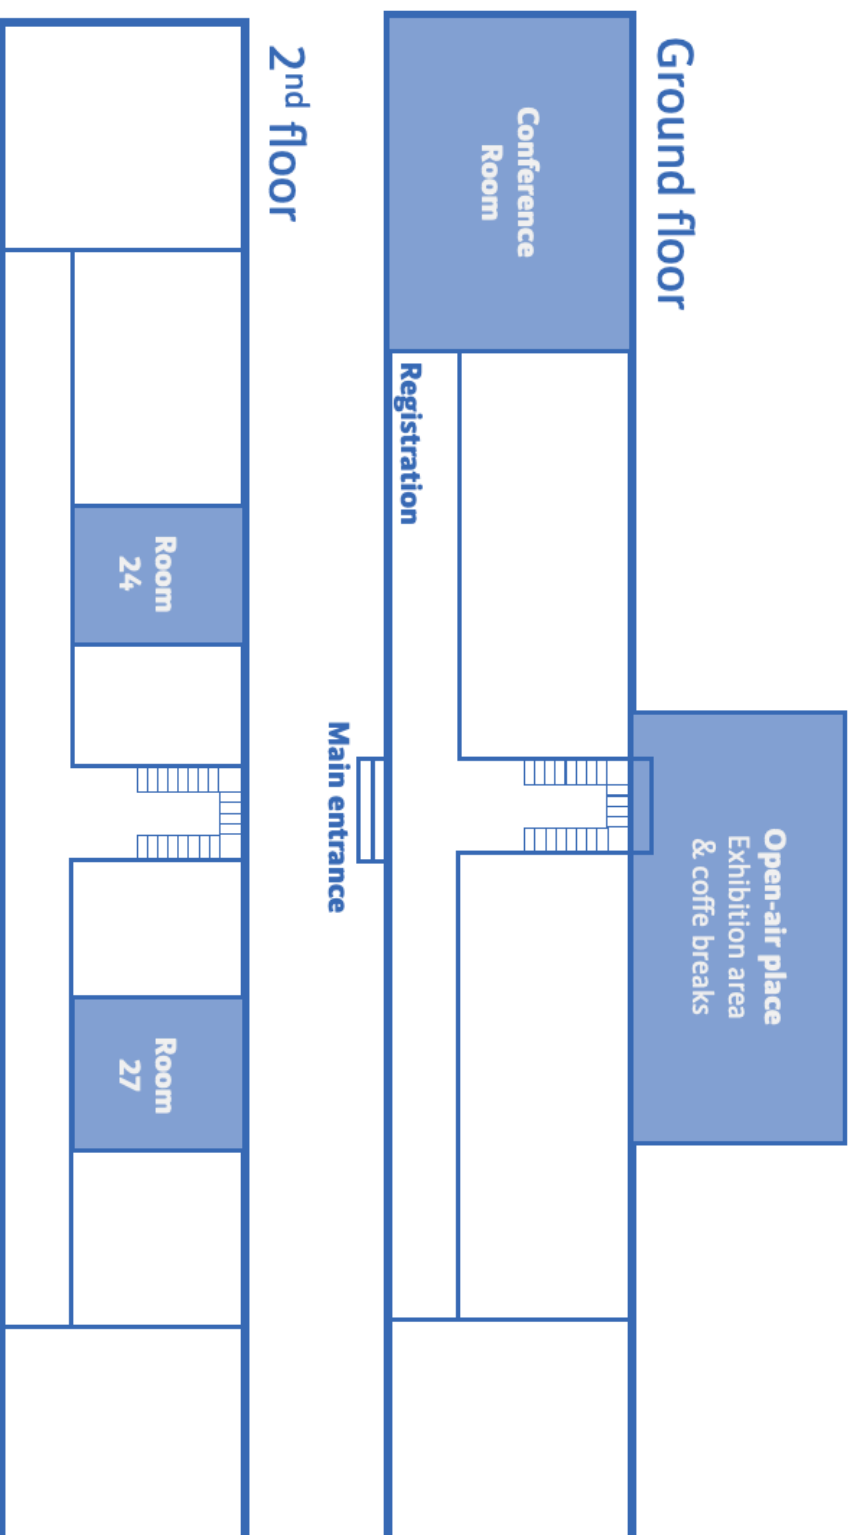 Ground floor
Open-air place
Exhibition area
& coffe breaks
Conference
Room
Registration
Main entrance
2nd floor
Room
24
Room
27